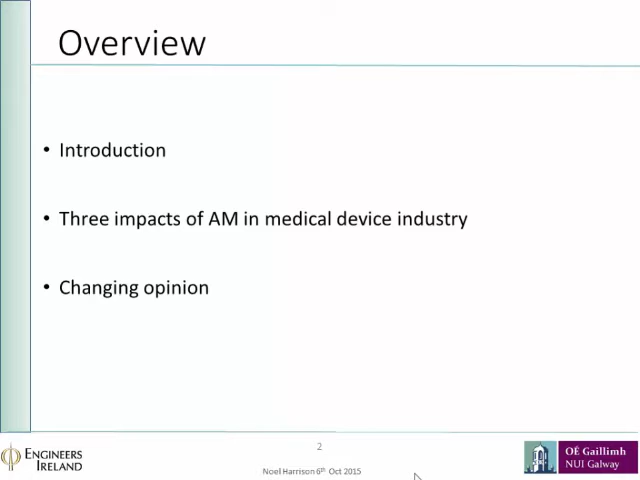 Overview
• Introduction
• Three impacts of AM in medical device industry
• Changing opinion
2
ENGINEERS
IRELAND
Noel Harrison 6th Oct 2015
OÉ Gaillimh
NUI Galway